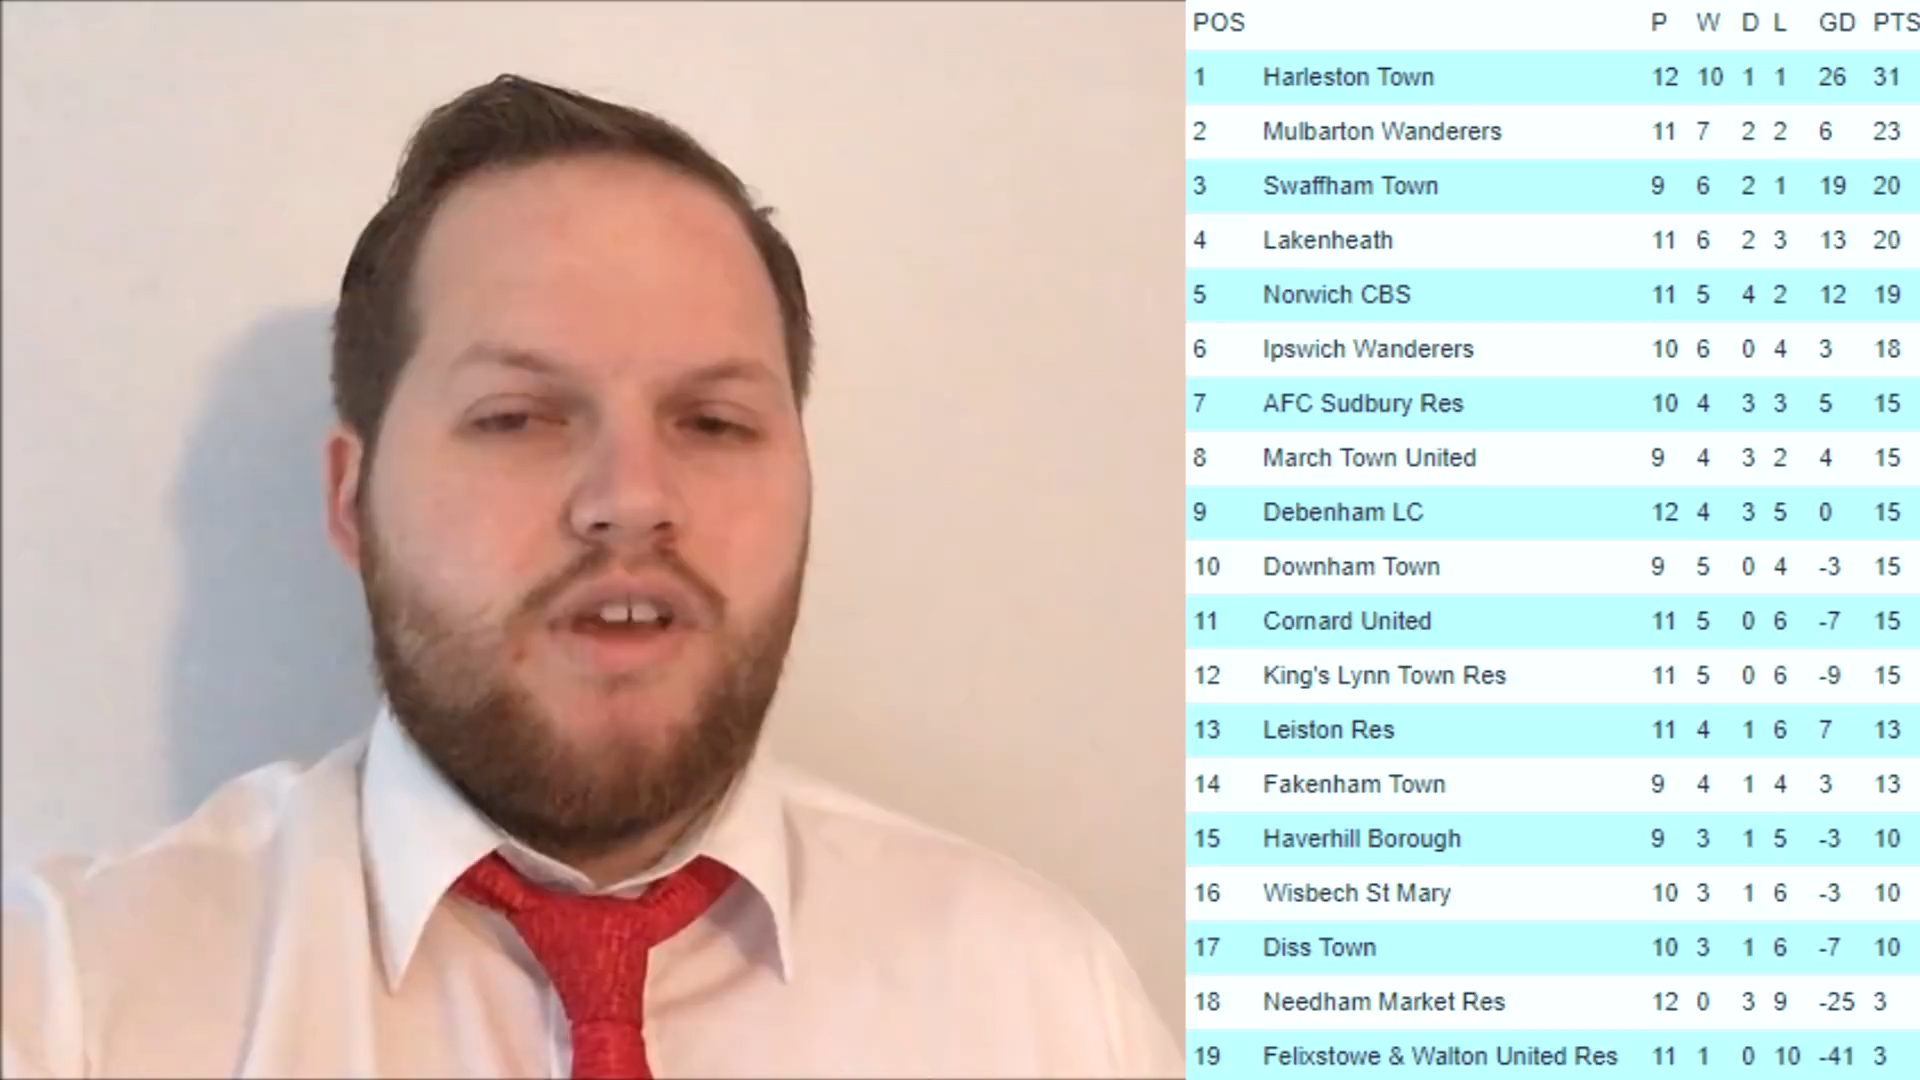 POS P W D L GD PTS
1 Harleston Town 12 10 1 1 26 31
2 Mulbarton Wanderers 11 7 2 2 6 23
3 Swaffham Town 9 6 2 1 19 20
4 Lakenheath 11 6 2 3 13 20
5 Norwich CBS 11 5 4 2 12 19
6 Ipswich Wanderers 10 6 0 4 3 18
7 AFC Sudbury Res 10 4 3 3 5 15
8 March Town United 9 4 3 2 4 15
9 Debenham LC 12 4 3 5 0 15
10 Downham Town 9 5 0 4 -3 15
11 Cornard United 11 5 0 6 -7 15
12 King's Lynn Town Res 11 5 0 6 -9 15
13 Leiston Res 11 4 1 6 7 13
14 Fakenham Town 9 4 1 4 3 13
15 Haverhill Borough 9 3 1 5 -3 10
16 Wisbech St Mary 10 3 1 6 -3 10
17 Diss Town 10 3 1 6 -7 10
18 Needham Market Res 12 0 3 9 -25 3
19 Felixstowe & Walton United Res 11 1 0 10 -41 3